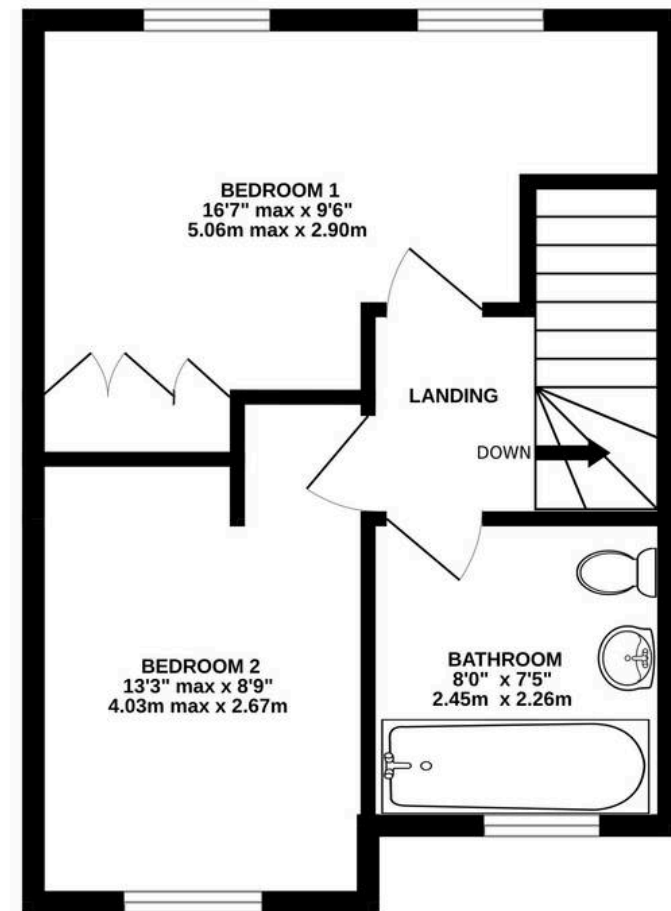 BEDROOM 1
16'7" max x 9'6"
5.06m max x 2.90m
LANDING
DOWN
BEDROOM 2
13'3" max x 8'9"
4.03m max x 2.67m
BATHROOM
8'0" x 7'5"
2.45m x 2.26m